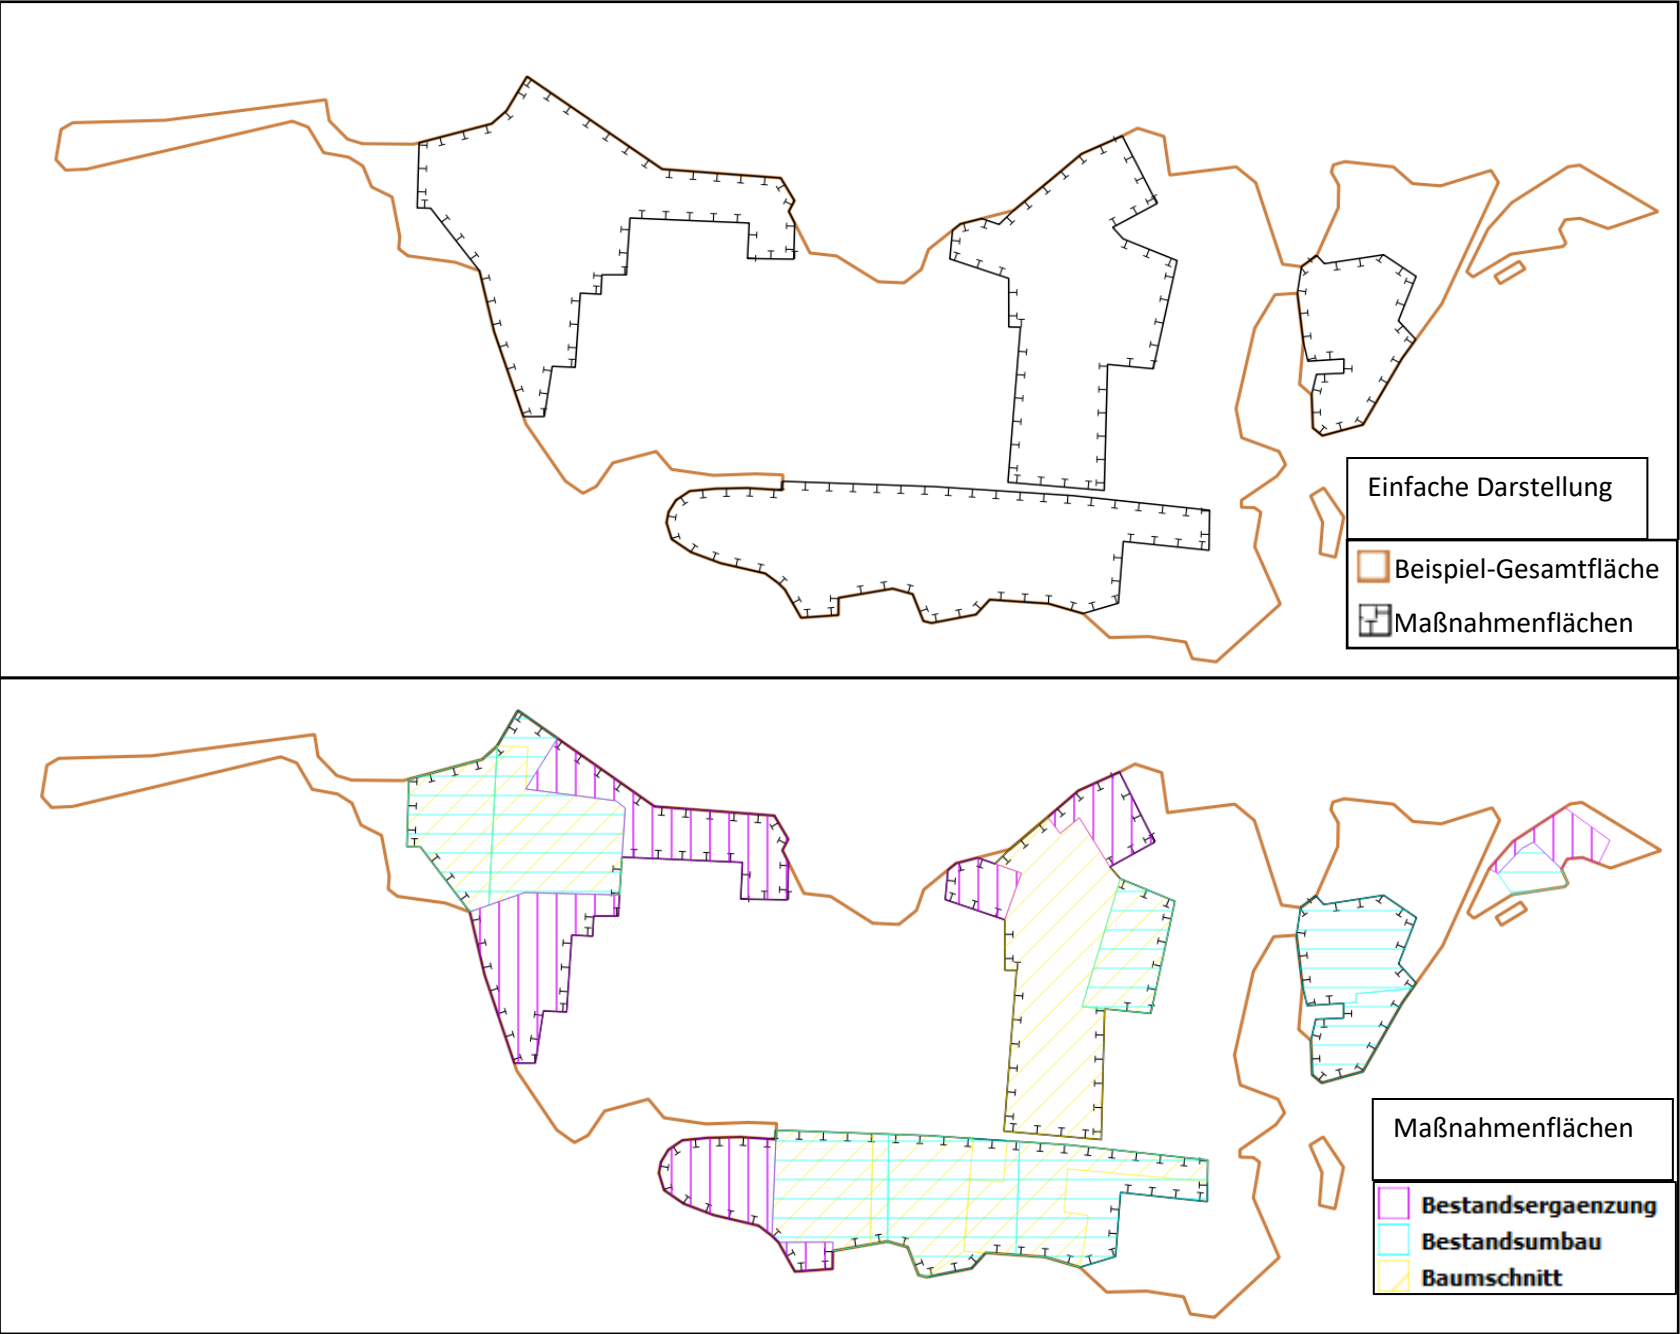 Einfache Darstellung
Beispiel-Gesamtfläche
Maßnahmenflächen
Maßnahmenflächen
Bestandsergaenzung
Bestandsumbau
Baumschnitt